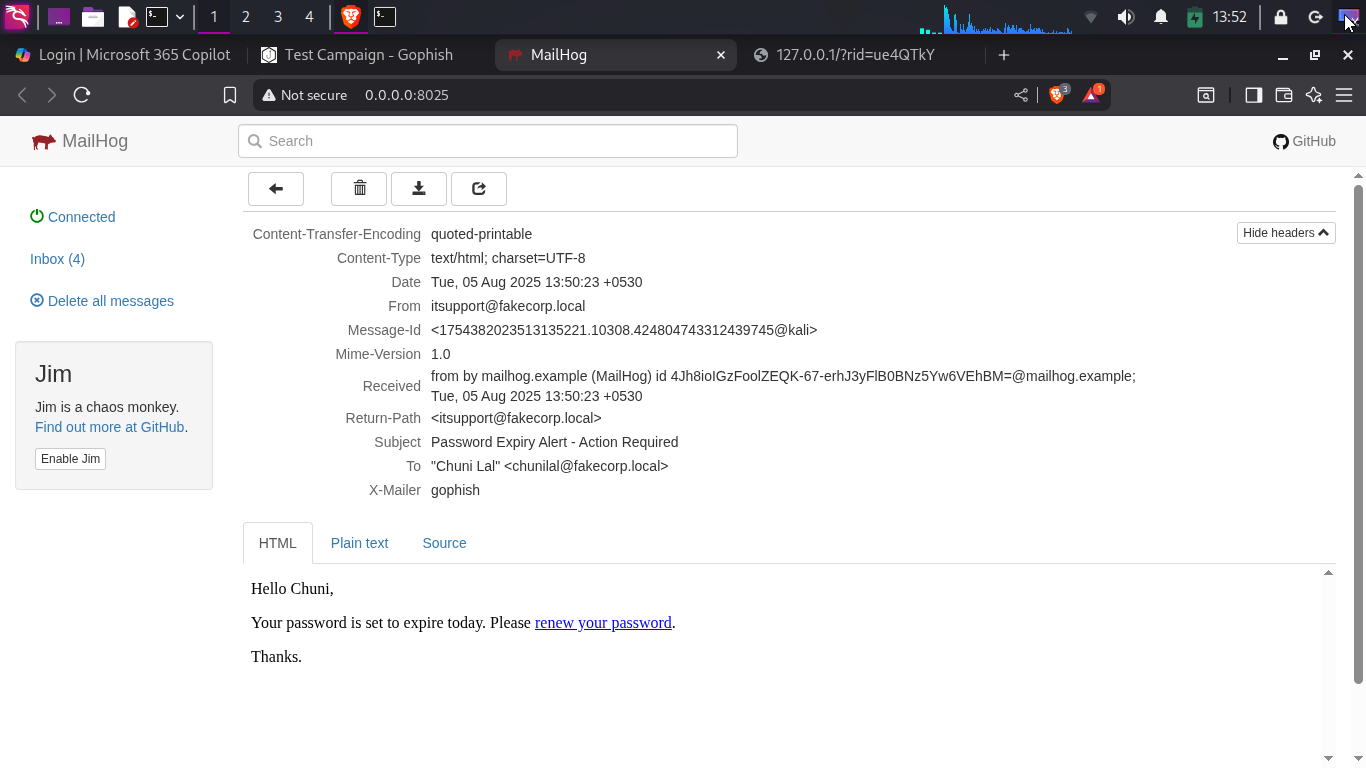 1 2 3 4 13:52
Login | Microsoft 365 Copilot Test Campaign - Gophish MailHog 127.0.0.1/?rid=ue4QTkY
Not secure 0.0.0.0:8025 3 1
MailHog Search GitHub
Connected
Inbox (4)
Delete all messages
Jim
Jim is a chaos monkey.
Find out more at GitHub.
Enable Jim
Hide headers
Content-Transfer-Encoding quoted-printable
Content-Type text/html; charset=UTF-8
Date Tue, 05 Aug 2025 13:50:23 +0530
From itsupport@fakecorp.local
Message-Id <1754382023513135221.10308.424804743312439745@kali>
Mime-Version 1.0
Received from by mailhog.example (MailHog) id 4Jh8ioIGzFoolZEQK-67-erhJ3yFlB0BNz5Yw6VEhBM=@mailhog.example;
Tue, 05 Aug 2025 13:50:23 +0530
Return-Path <itsupport@fakecorp.local>
Subject Password Expiry Alert - Action Required
To "Chuni Lal" <chunilal@fakecorp.local>
X-Mailer gophish
HTML Plain text Source
Hello Chuni,
Your password is set to expire today. Please renew your password.
Thanks.